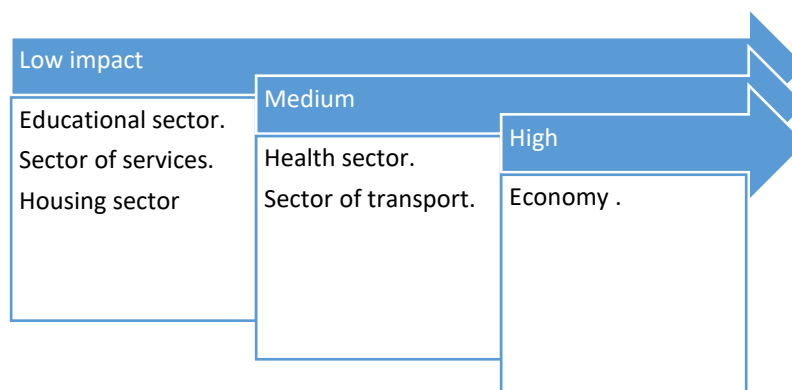 Low impact
Educational sector.
Sector of services.
Housing sector
Medium
Health sector.
Sector of transport.
High
Economy .